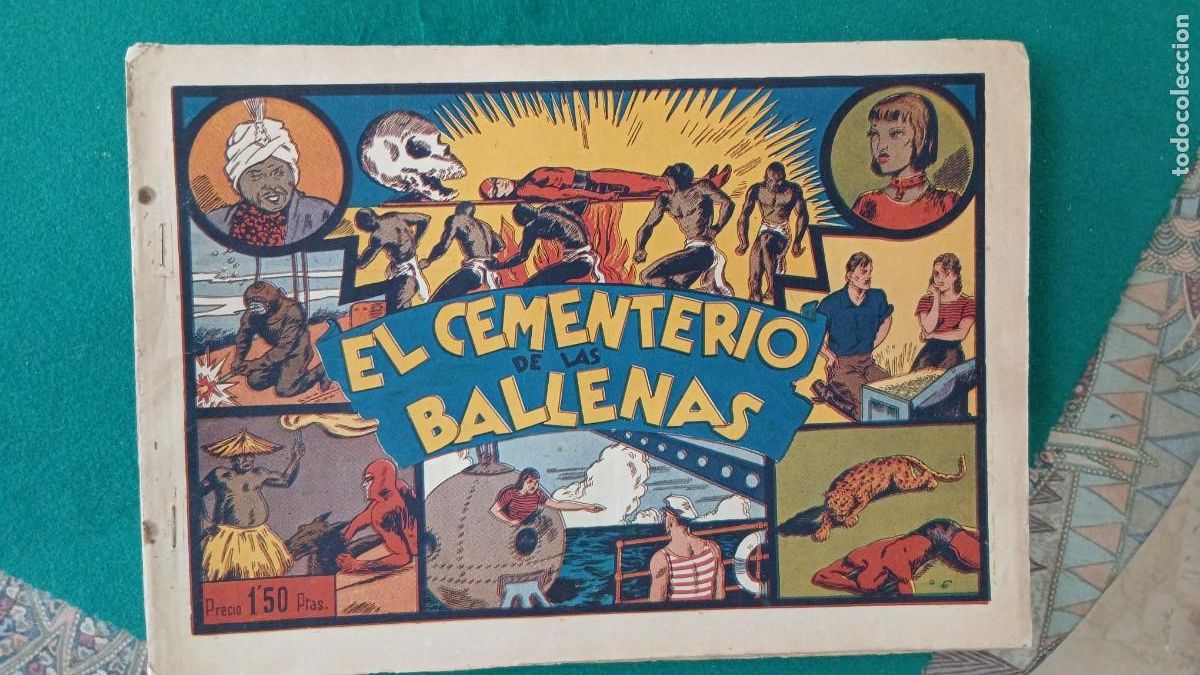 EL CEMENTERIO
DE LAS
BALLENAS
Precio 1'50 Ptas.
todocoleccion